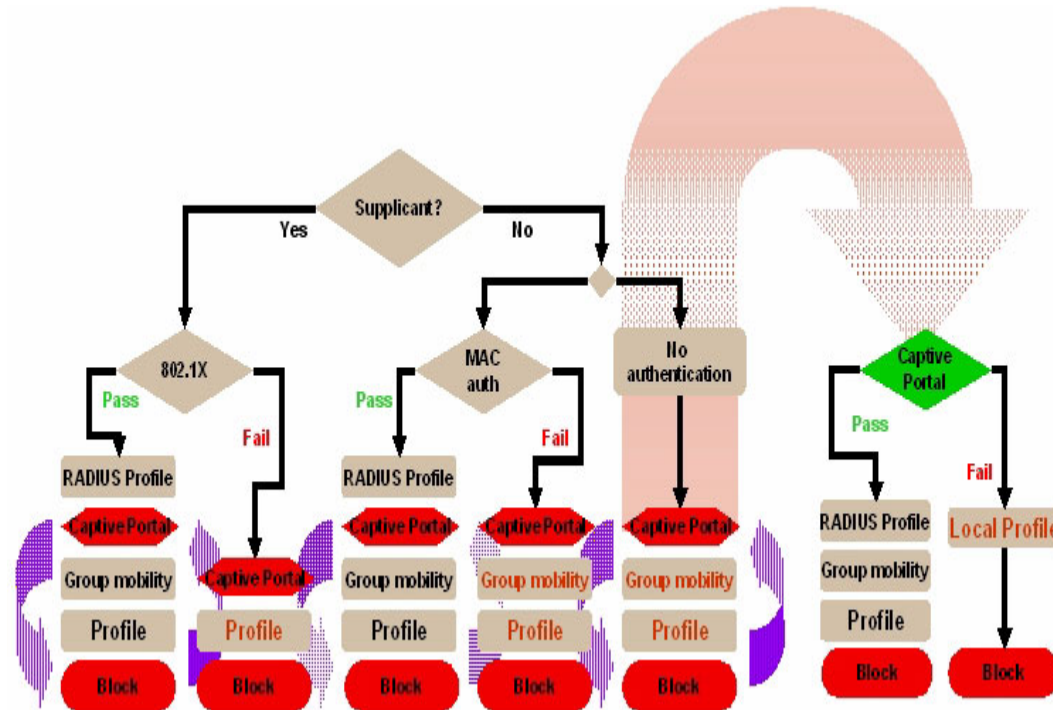 Supplicant?
Yes
No
802.1X
MAC
auth
No
authentication
Captive
Portal
Pass
Fail
Pass
Fail
Pass
Fail
RADIUS Profile
RADIUS Profile
RADIUS Profile
Local Profile
Captive Portal
Captive Portal
Captive Portal
Captive Portal
Captive Portal
Group mobility
Group mobility
Group mobility
Group mobility
Group mobility
Profile
Profile
Profile
Profile
Profile
Profile
Block
Block
Block
Block
Block
Block
Block